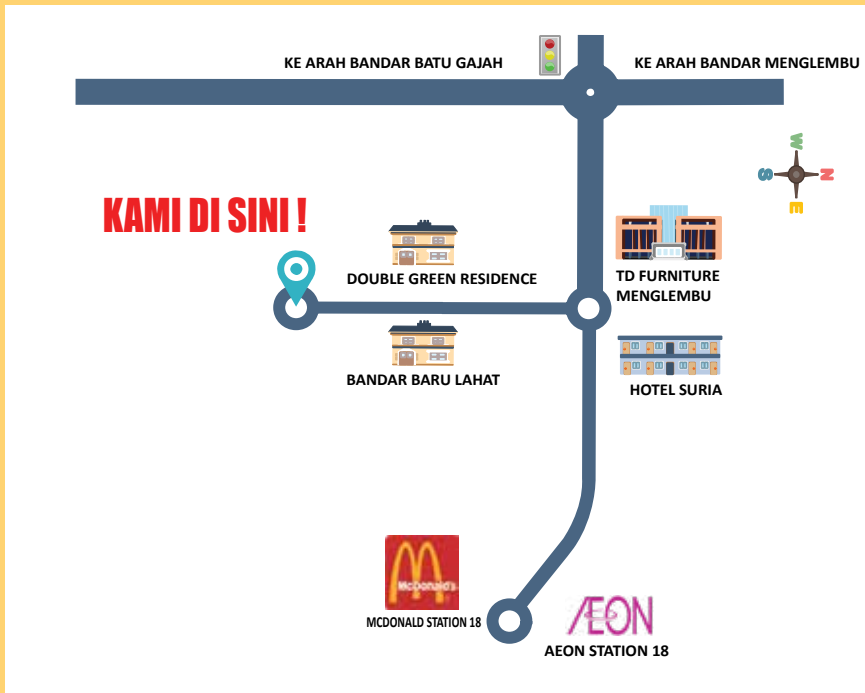 KE ARAH BANDAR BATU GAJAH
KE ARAH BANDAR MENGLEMBU
W
S
N
E
KAMI DI SINI !
DOUBLE GREEN RESIDENCE
TD FURNITURE
MENGLEMBU
BANDAR BARU LAHAT
HOTEL SURIA
McDonald's
MCDONALD STATION 18
ÆON
AEON STATION 18